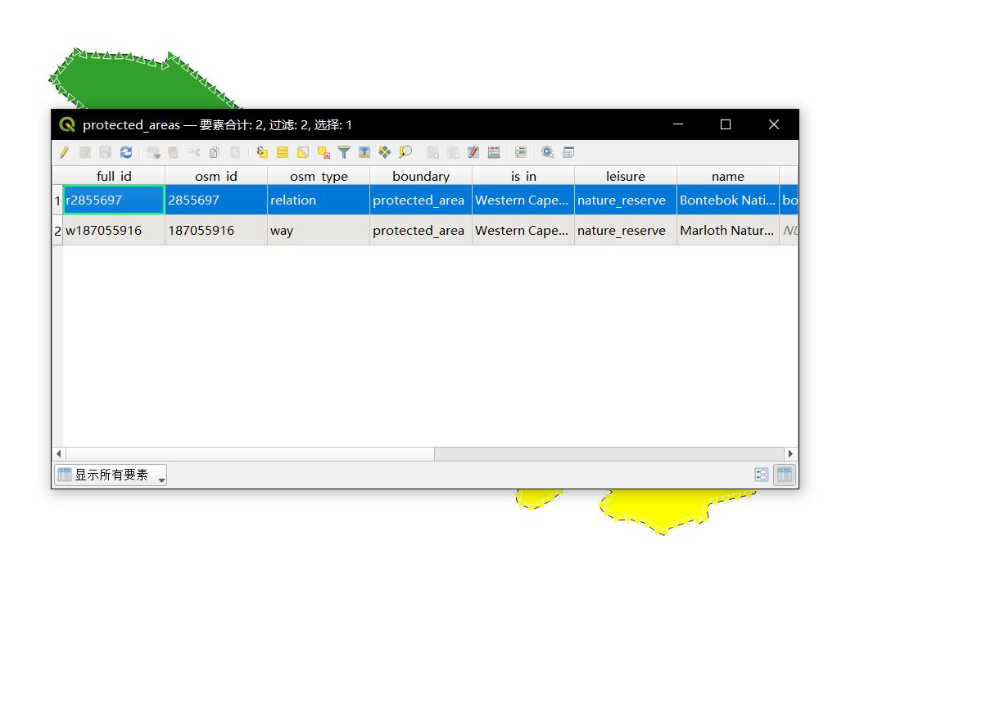 protected_areas — 要素合计: 2, 过滤: 2, 选择: 1
full_id osm_id osm_type boundary is_in leisure name
1 r2855697 2855697 relation protected_area Western Cape... nature_reserve Bontebok Nati... bo
2 w187055916 187055916 way protected_area Western Cape... nature_reserve Marloth Natur... NU
显示所有要素